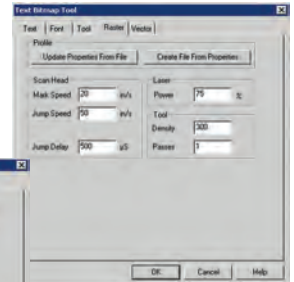 Text Bitmap Tool
Text Font Tool Raster Vector
Profile
Update Properties From File Create File From Properties
Scan Head
Mark Speed 20 in/s
Jump Speed 50 in/s
Jump Delay 500 µS
Laser
Power 75 %
Tool
Density 300
Passes 1
OK Cancel Help